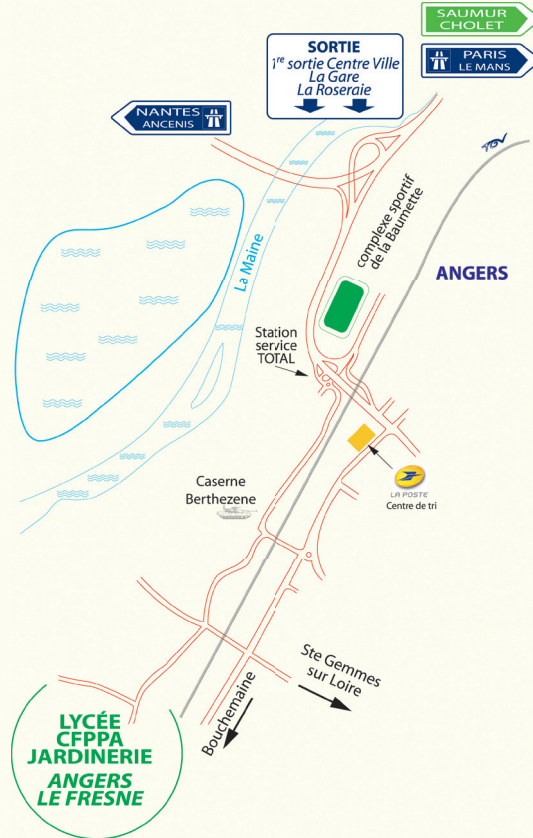 SAUMUR
CHOLET
PARIS
LE MANS
SORTIE
1re sortie Centre Ville
La Gare
La Roseraie
NANTES
ANCENIS
TGV
complexe sportif
de la Baumette
ANGERS
La Maine
Station
service
TOTAL
Caserne
Berthezene
LA POSTE
Centre de tri
Ste Gemmes
sur Loire
Bouchemaine
LYCÉE
CFPPA
JARDINERIE
ANGERS
LE FRESNE